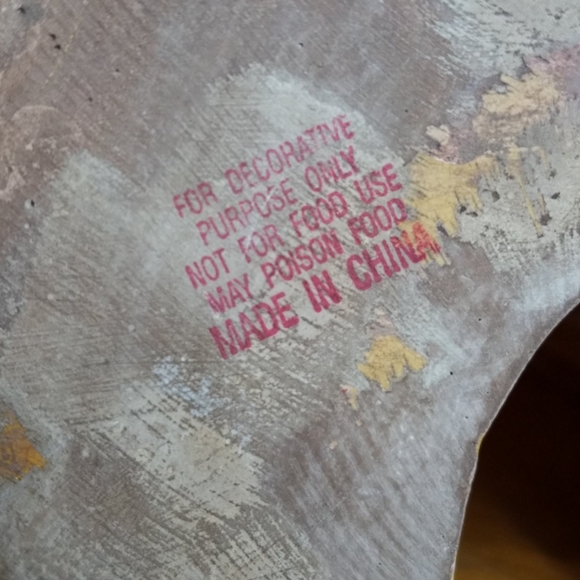 FOR DECORATIVE
PURPOSE ONLY
NOT FOR FOOD USE
MAY POISON FOOD
MADE IN CHINA